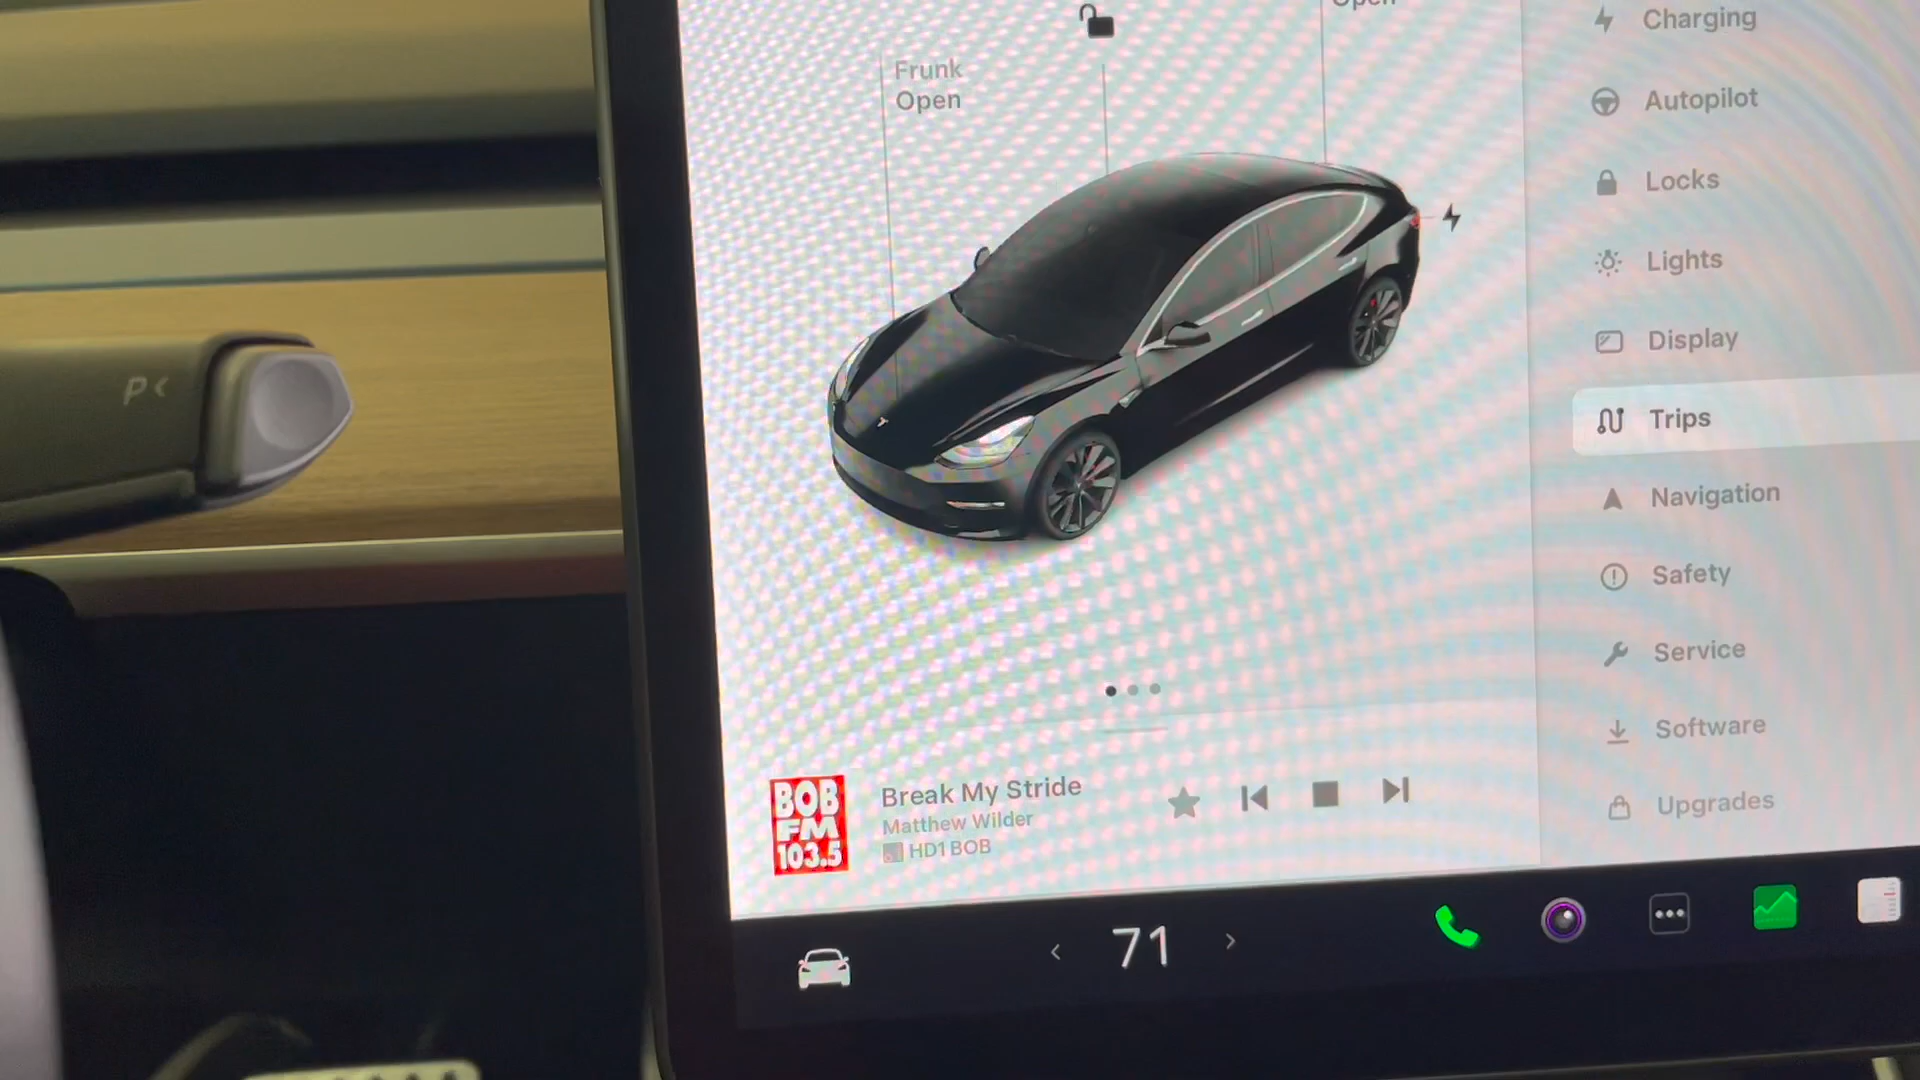 P<
Open
Frunk
Open
Charging
Autopilot
Locks
Lights
Display
Trips
Navigation
Safety
Service
Software
Upgrades
BOB
FM
103.5
Break My Stride
Matthew Wilder
HD1 BOB
71